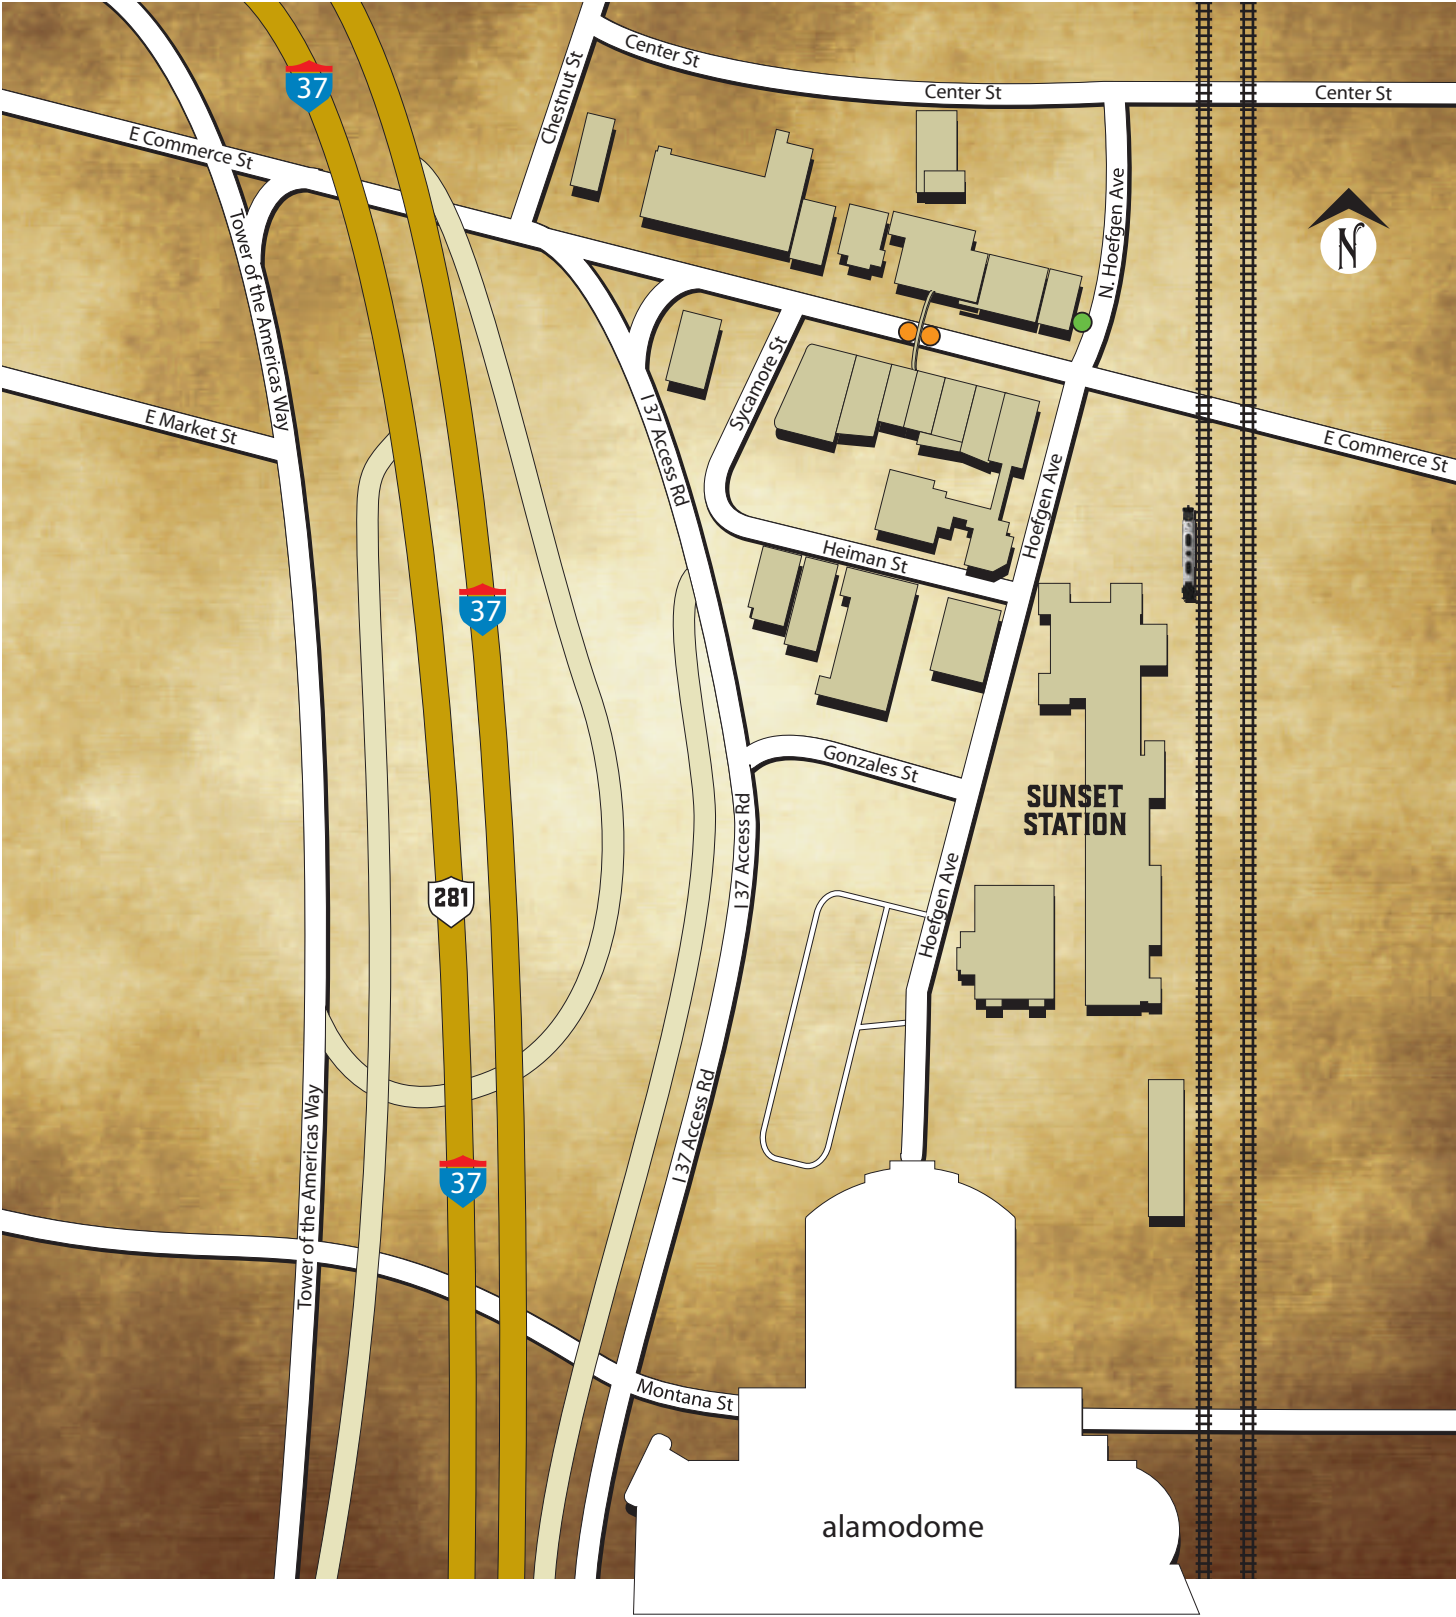 Center St
Center St
Center St
37
Chestnut St
E Commerce St
N. Hoefgen Ave
N
Tower of the Americas Way
Sycamore St
E Market St
I 37 Access Rd
E Commerce St
Hoefgen Ave
Heiman St
37
Gonzales St
SUNSET
STATION
I 37 Access Rd
Hoefgen Ave
281
I 37 Access Rd
Tower of the Americas Way
37
Montana St
alamodome